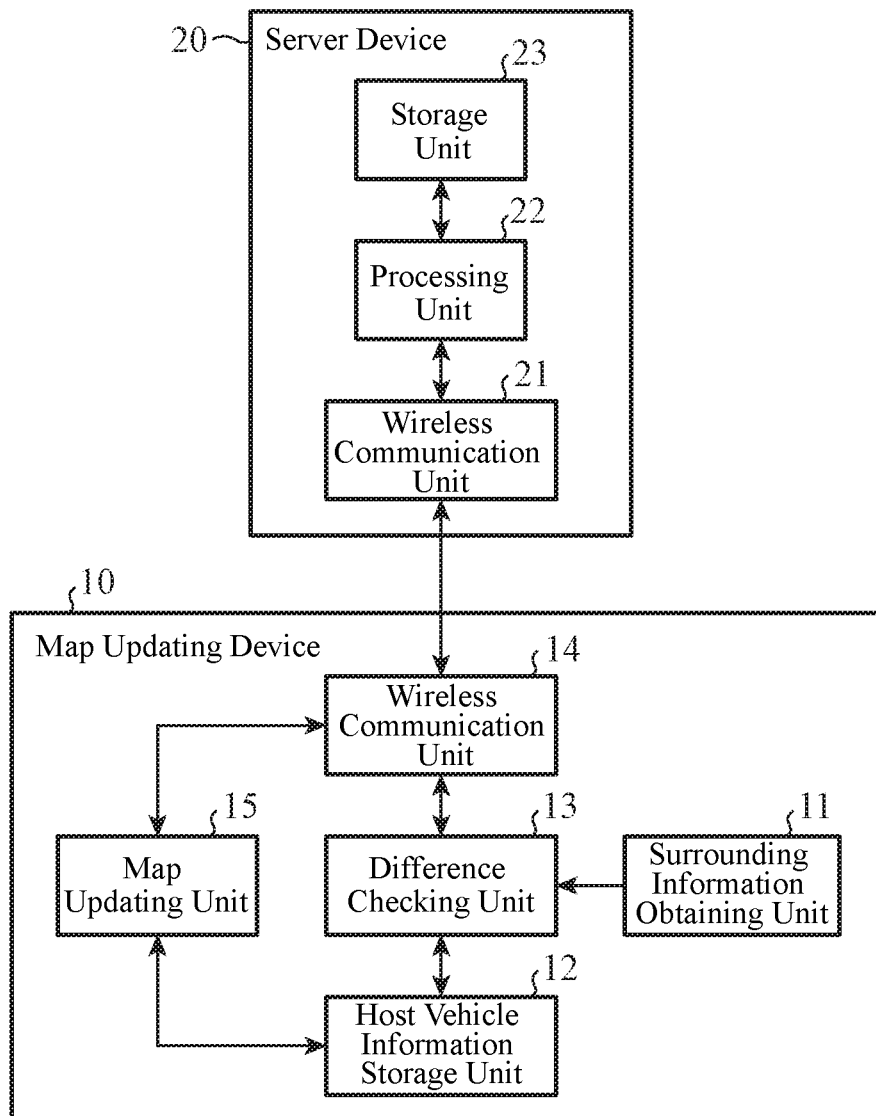 20
Server Device
23
Storage
Unit
22
Processing
Unit
21
Wireless
Communication
Unit
10
Map Updating Device
14
Wireless
Communication
Unit
15
Map
Updating Unit
13
Difference
Checking Unit
11
Surrounding
Information
Obtaining Unit
12
Host Vehicle
Information
Storage Unit